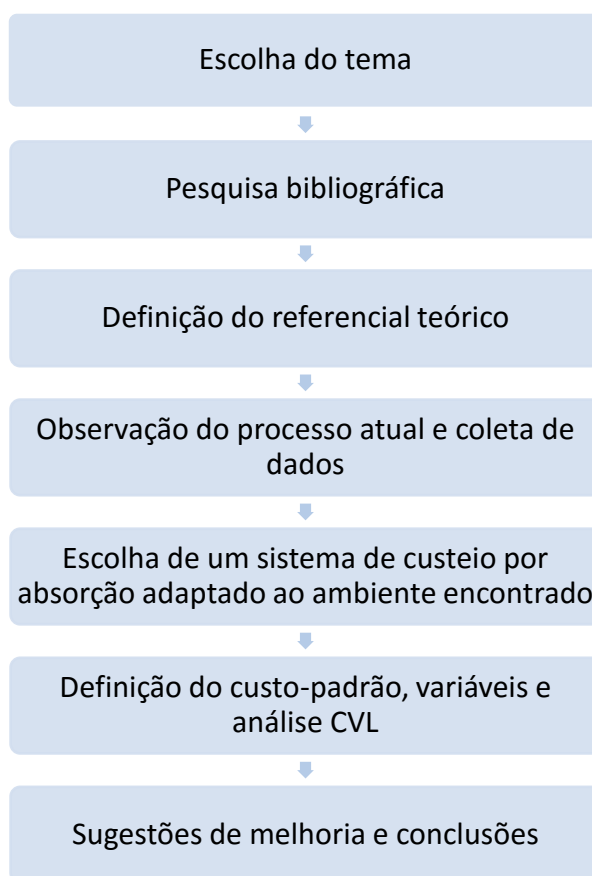 Escolha do tema
Pesquisa bibliográfica
Definição do referencial teórico
Observação do processo atual e coleta de
dados
Escolha de um sistema de custeio por
absorção adaptado ao ambiente encontrado
Definição do custo-padrão, variáveis e
análise CVL
Sugestões de melhoria e conclusões